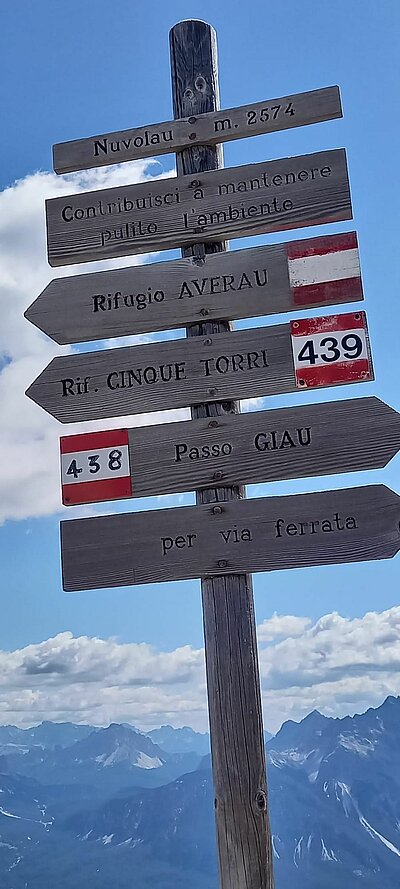 Nuvolau m. 2574
Contribuisci a mantenere
pulito l'ambiente
Rifugio AVERAU
Rif. CINQUE TORRI 439
438 Passo GIAU
per via ferrata